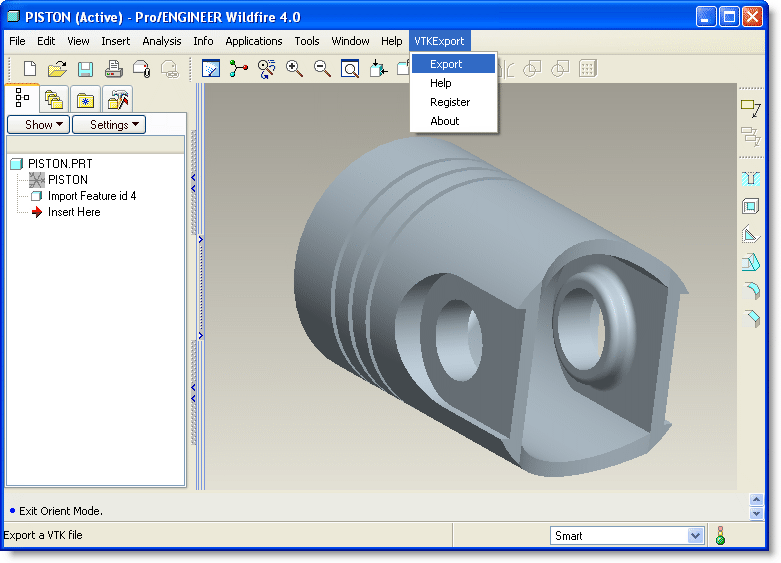 PISTON (Active) - Pro/ENGINEER Wildfire 4.0
File Edit View Insert Analysis Info Applications Tools Window Help VTKExport
Export
Help
Register
About
Show Settings
PISTON.PRT
PISTON
Import Feature id 4
Insert Here
Exit Orient Mode.
Export a VTK file
Smart